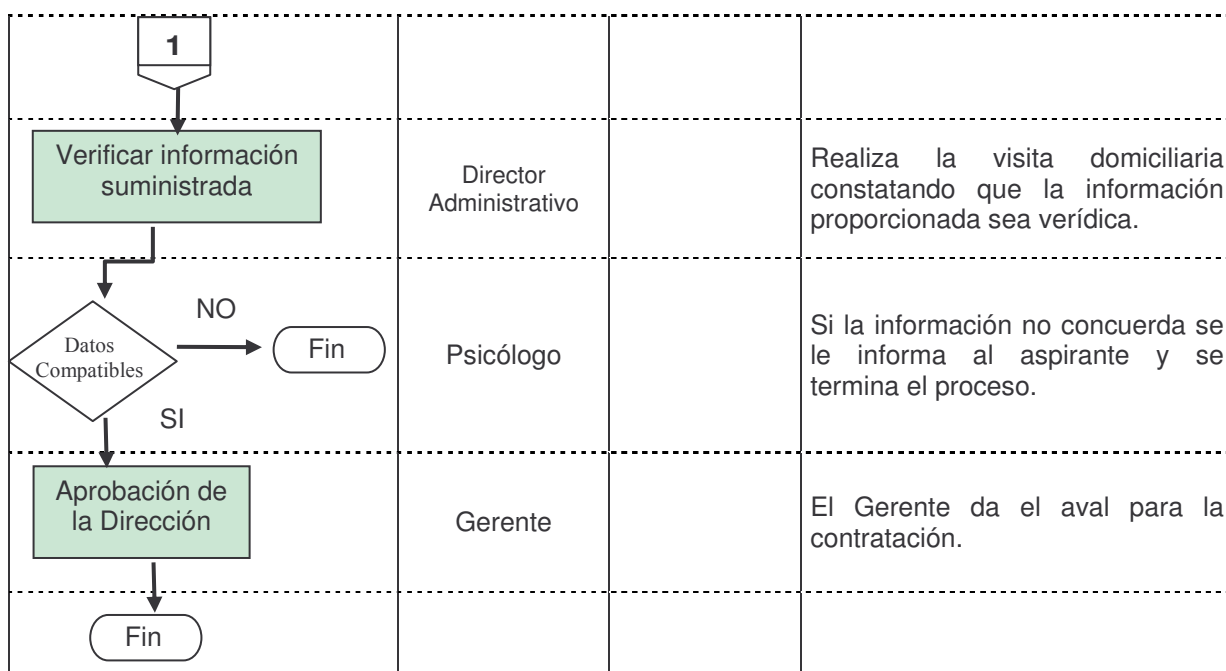 1
Verificar información
suministrada
Director
Administrativo
Realiza la visita domiciliaria
constatando que la información
proporcionada sea verídica.
Datos
Compatibles
NO
Fin
SI
Psicólogo
Si la información no concuerda se
le informa al aspirante y se
termina el proceso.
Aprobación de
la Dirección
Gerente
El Gerente da el aval para la
contratación.
Fin